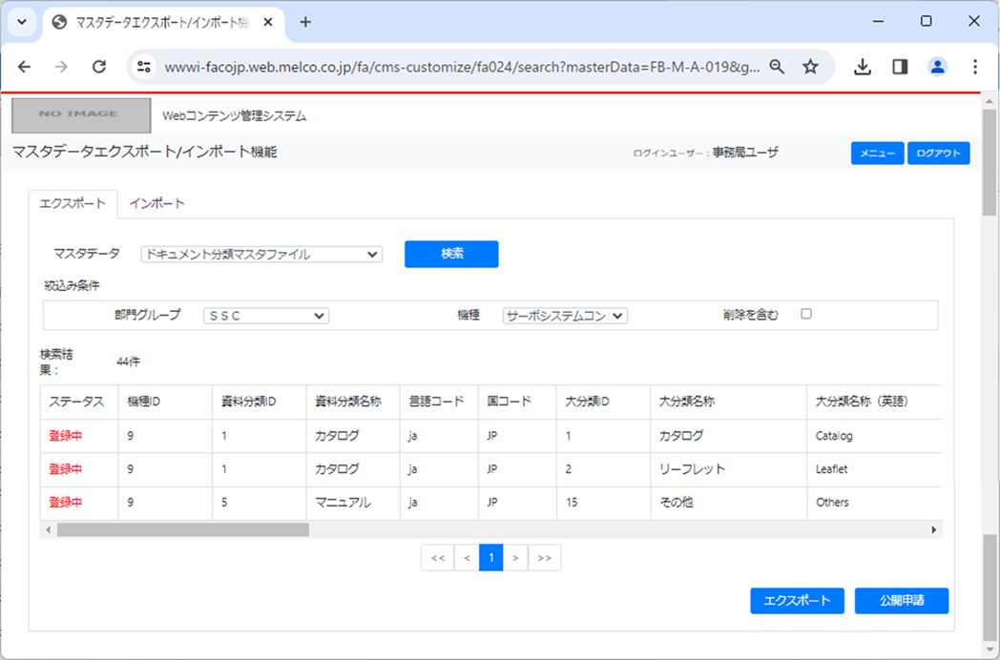 マスタデータエクスポート/インポート機
wwwi-facojp.web.melco.co.jp/fa/cms-customize/fa024/search?masterData=FB-M-A-019&g...
NO IMAGE
Webコンテンツ管理システム
マスタデータエクスポート/インポート機能
ログインユーザー：事務局ユーザ
メニュー
ログアウト
エクスポート
インポート
マスタデータ
ドキュメント分類マスタファイル
検索
絞込み条件
部門グループ
ＳＳＣ
機種
サーボシステムコン
削除を含む
検索結
果：
44件
ステータス 機種ID 資料分類ID 資料分類名称 言語コード 国コード 大分類ID 大分類名称 大分類名称（英語）
登録中 9 1 カタログ ja JP 1 カタログ Catalog
登録中 9 1 カタログ ja JP 2 リーフレット Leaflet
登録中 9 5 マニュアル ja JP 15 その他 Others
<< < 1 > >>
エクスポート
公開申請